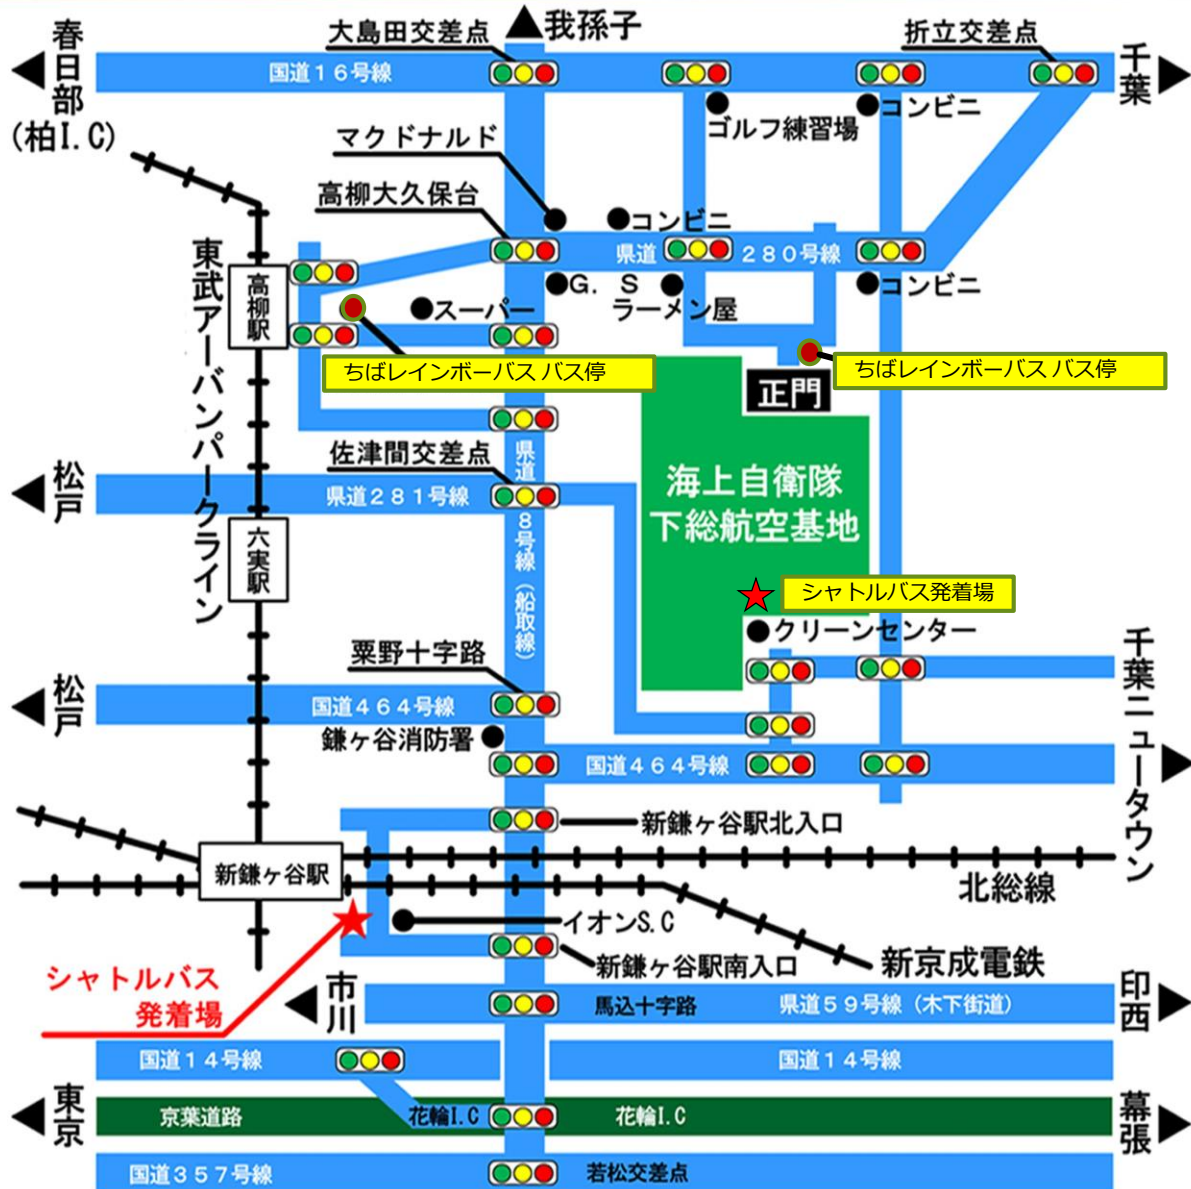 我孫子
春日部
(柏I.C)
大島田交差点
折立交差点
千葉
国道16号線
ゴルフ練習場
コンビニ
マクドナルド
高柳大久保台
コンビニ
県道 280号線
東武アーバンパークライン
高柳駅
スーパー
G.S
ラーメン屋
コンビニ
ちばレインボーバス バス停
ちばレインボーバス バス停
正門
佐津間交差点
松戸
県道281号線
県道 8号線(船取線)
海上自衛隊
下総航空基地
六実駅
シャトルバス発着場
クリーンセンター
粟野十字路
松戸
国道464号線
鎌ヶ谷消防署
国道464号線
千葉ニュータウン
新鎌ヶ谷駅北入口
新鎌ヶ谷駅
北総線
イオンS.C
新鎌ヶ谷駅南入口
新京成電鉄
シャトルバス
発着場
市川
馬込十字路
県道59号線(木下街道)
印西
国道14号線
国道14号線
東京
京葉道路
花輪I.C
花輪I.C
幕張
国道357号線
若松交差点